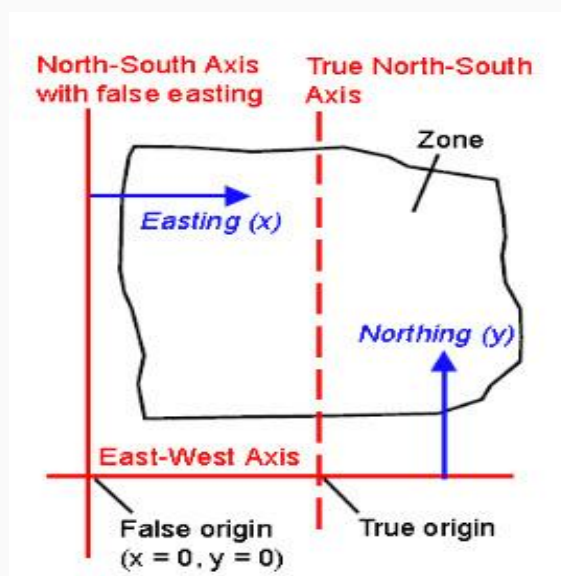 North-South Axis
with false easting
True North-South
Axis
Zone
Easting (x)
Northing (y)
East-West Axis
False origin
(x = 0, y = 0)
True origin